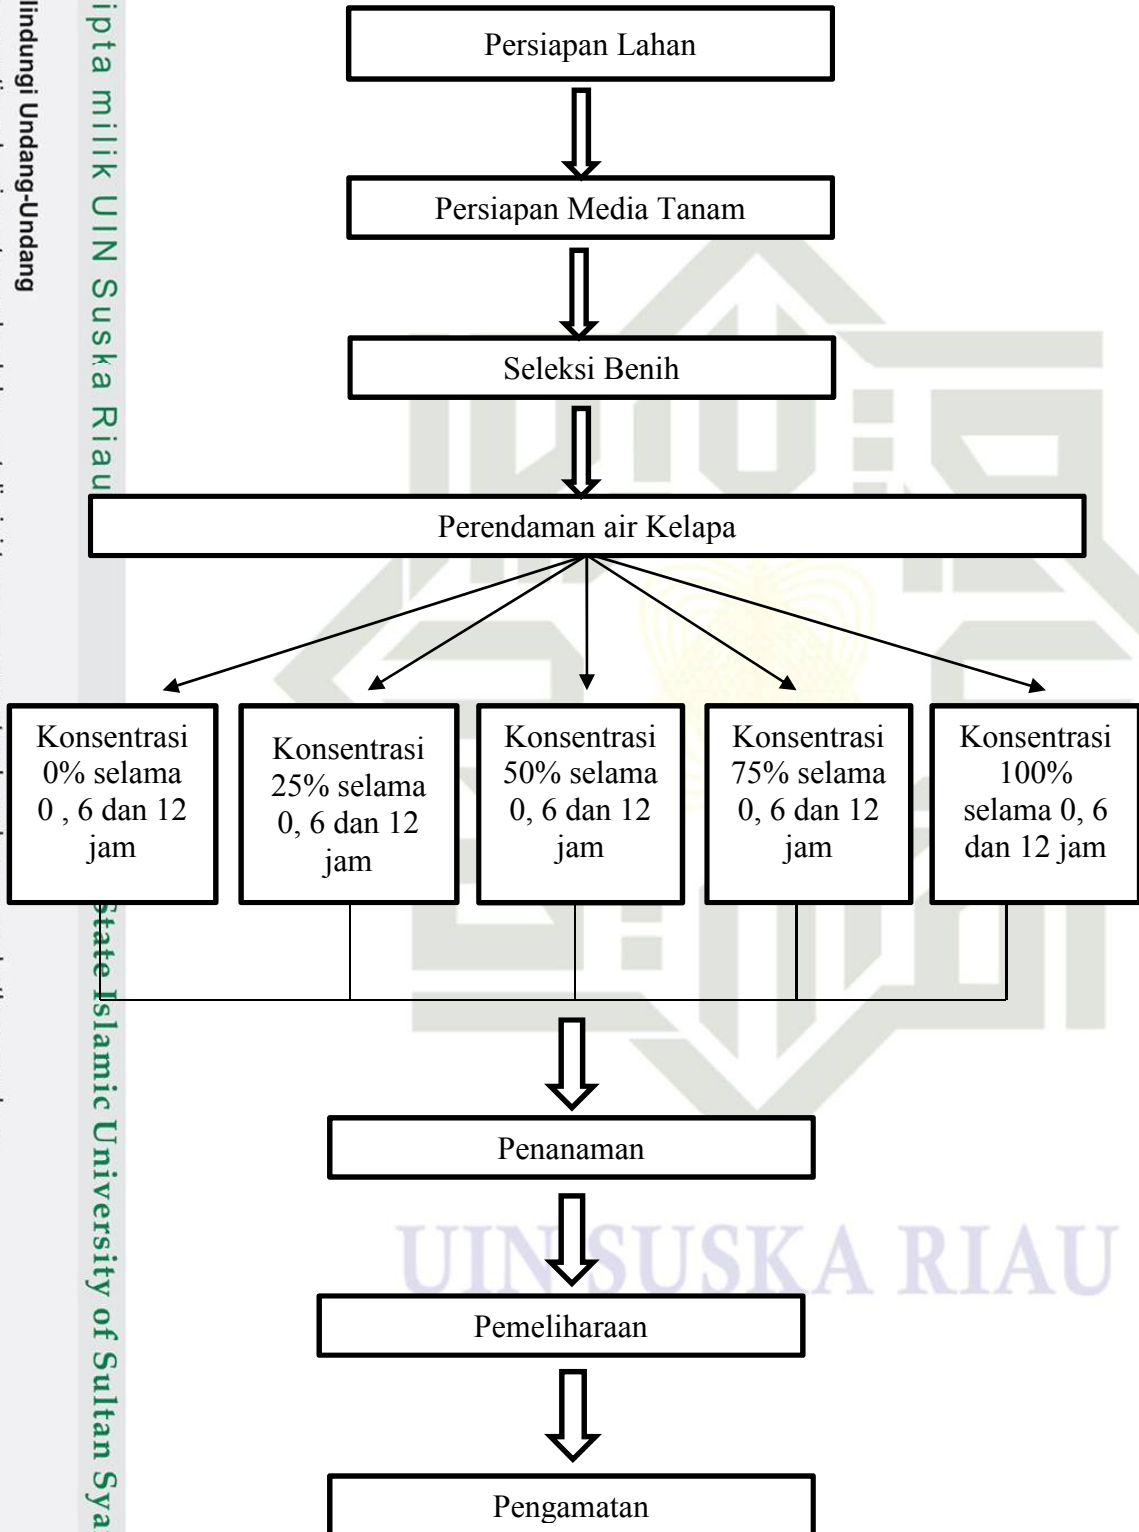 Persiapan Lahan
Persiapan Media Tanam
Seleksi Benih
Perendaman air Kelapa
Konsentrasi
0% selama
0 , 6 dan 12
jam
Konsentrasi
25% selama
0, 6 dan 12
jam
Konsentrasi
50% selama
0, 6 dan 12
jam
Konsentrasi
75% selama
0, 6 dan 12
jam
Konsentrasi
100%
selama 0, 6
dan 12 jam
Penanaman
Pemeliharaan
Pengamatan
UIN SUSKA RIAU
lindungi Undang-Undang
ipta milik UIN Suska Riau
State Islamic University of Sultan Sya